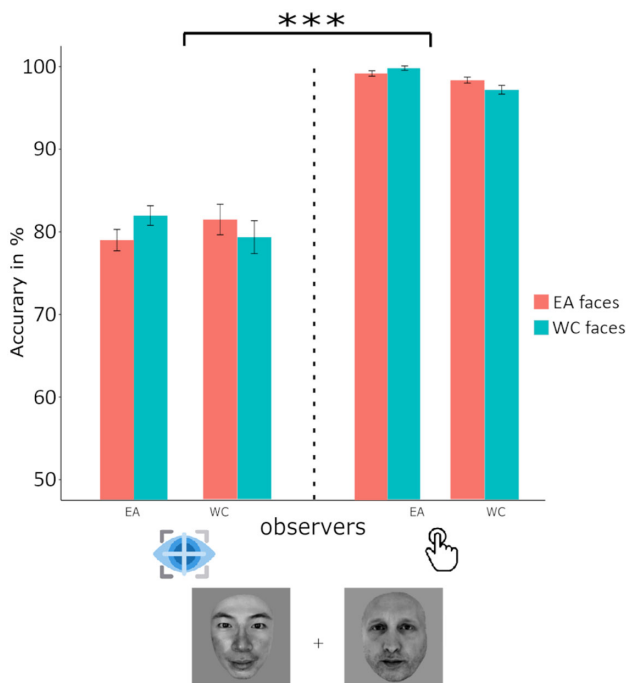 ***
100
90
80
70
60
50
Accurary in %
EA faces
WC faces
EA WC EA WC
observers
+